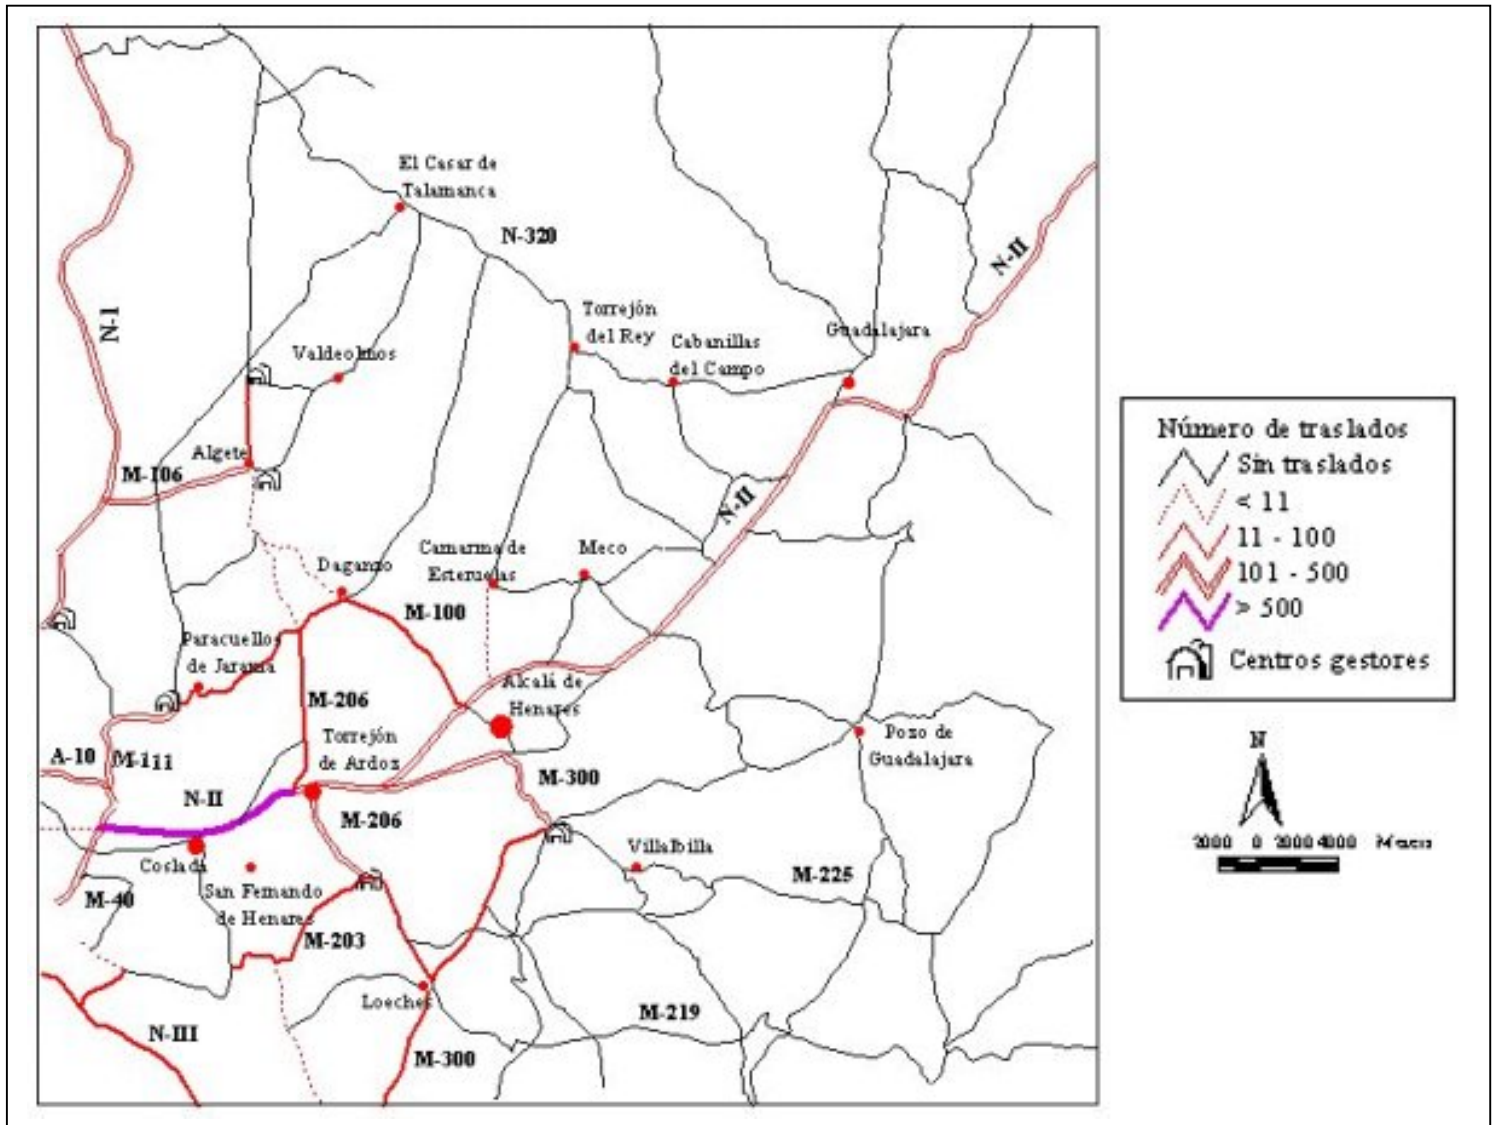 El Casar de
Talamanca
N-320
N-II
N-1
Torrejón
del Rey
Guadalajara
Cabanillas
del Campo
Valdeolmos
Algete
M-106
N-II
Camarma de
Esteruelas
Meco
Daganzo
M-100
Paracuellos
de Jarama
M-206
Alcalá de
Henares
Torrejón
de Ardoz
A-10
M-111
M-300
Pozo de
Guadalajara
N-II
M-206
Coslada
San Fernando
de Henares
Villalbilla
M-225
M-40
M-203
Loeches
M-219
N-III
M-300
Número de traslados
Sin traslados
< 11
11 - 100
101 - 500
> 500
Centros gestores
N
2000 0 2000 4000 Metros